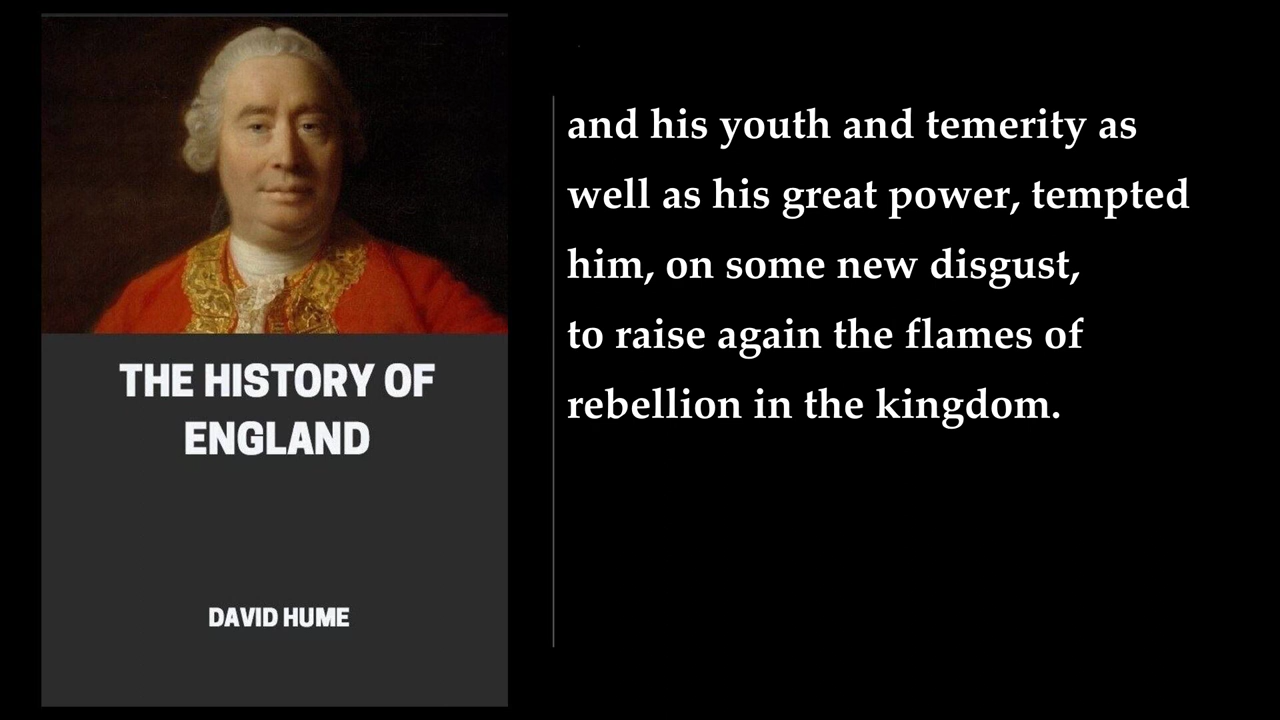 THE HISTORY OF
ENGLAND
DAVID HUME
and his youth and temerity as
well as his great power, tempted
him, on some new disgust,
to raise again the flames of
rebellion in the kingdom.